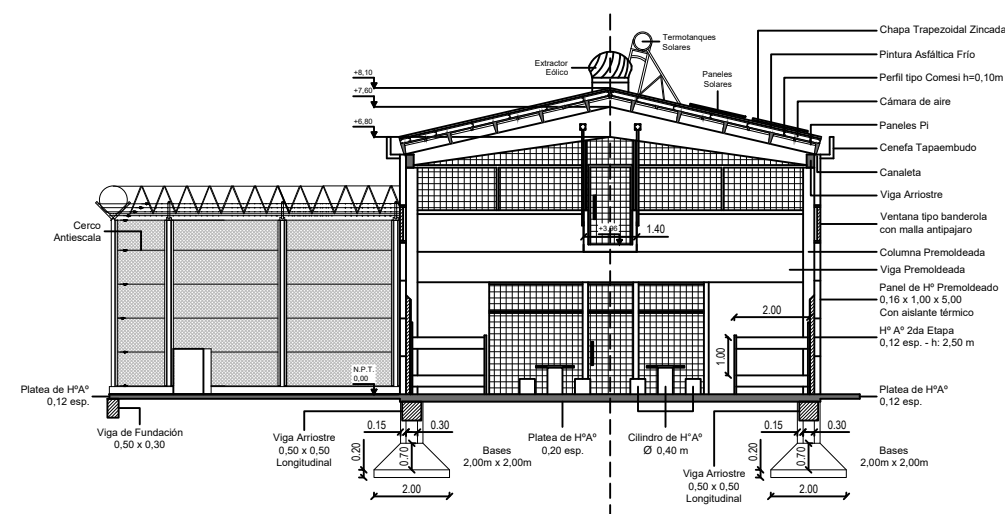 Termotanques
Solares
Extractor
Eólico
Paneles
Solares
+8,10
+7,60
+6,80
Chapa Trapezoidal Zincada
Pintura Asfáltica Frío
Perfil tipo Comesi h=0,10m
Cámara de aire
Paneles Pi
Cenefa Tapaembudo
Canaleta
Viga Arriostre
Ventana tipo banderola
con malla antipajaro
Columna Premoldeada
Viga Premoldeada
Panel de Hº Premoldeado
0,16 x 1,00 x 5,00
Con aislante térmico
Hº Aº 2da Etapa
0,12 esp. - h: 2,50 m
Cerco
Antiescala
1.40
2.00
1.00
N.P.T.
0,00
Platea de HºAº
0,12 esp.
Platea de HºAº
0,12 esp.
Viga de Fundación
0,50 x 0,30
Viga Arriostre
0,50 x 0,50
Longitudinal
0.15
0.30
0.20
0.70
2.00
Bases
2,00m x 2,00m
Platea de HºAº
0,20 esp.
Cilindro de H°A°
Ø 0,40 m
Viga Arriostre
0,50 x 0,50
Longitudinal
0.15
0.30
0.20
0.70
2.00
Bases
2,00m x 2,00m